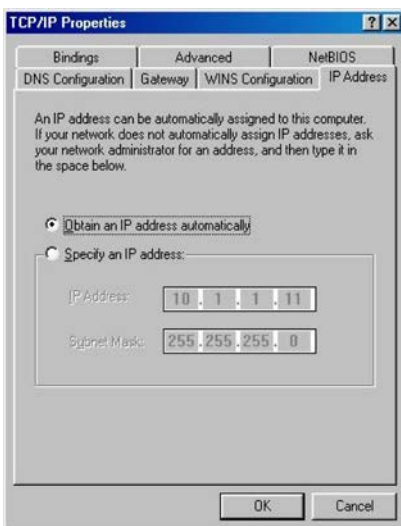 TCP/IP Properties
? ×
Bindings Advanced NetBIOS
DNS Configuration Gateway WINS Configuration IP Address
An IP address can be automatically assigned to this computer.
If your network does not automatically assign IP addresses, ask
your network administrator for an address, and then type it in
the space below.
Obtain an IP address automatically
Specify an IP address:
IP Address: 10 . 1 . 1 . 11
Subnet Mask: 255 . 255 . 255 . 0
OK Cancel